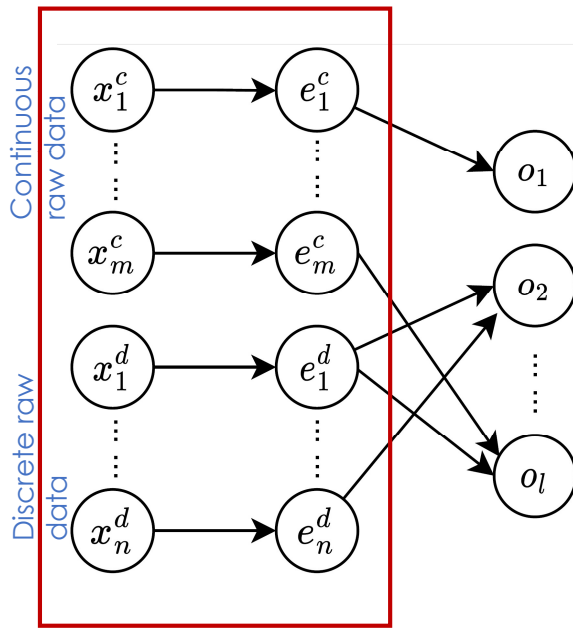 Continuous
raw data
x_1^c e_1^c
x_m^c e_m^c
o_1
o_2
o_l
Discrete raw
data
x_1^d e_1^d
x_n^d e_n^d